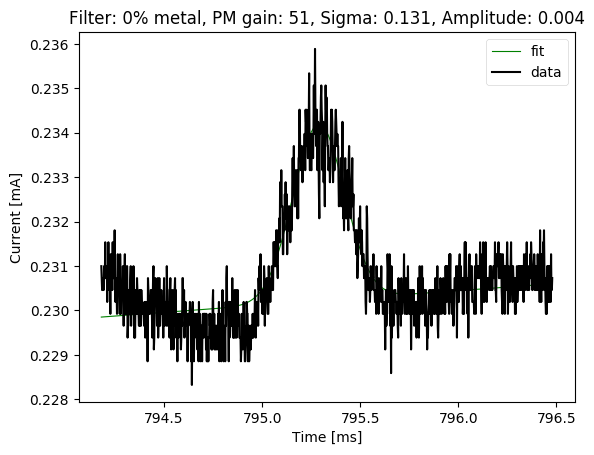 Filter: 0% metal, PM gain: 51, Sigma: 0.131, Amplitude: 0.004
fit
data
0.236
0.235
0.234
0.233
0.232
0.231
0.230
0.229
0.228
Current [mA]
794.5
795.0
795.5
796.0
796.5
Time [ms]